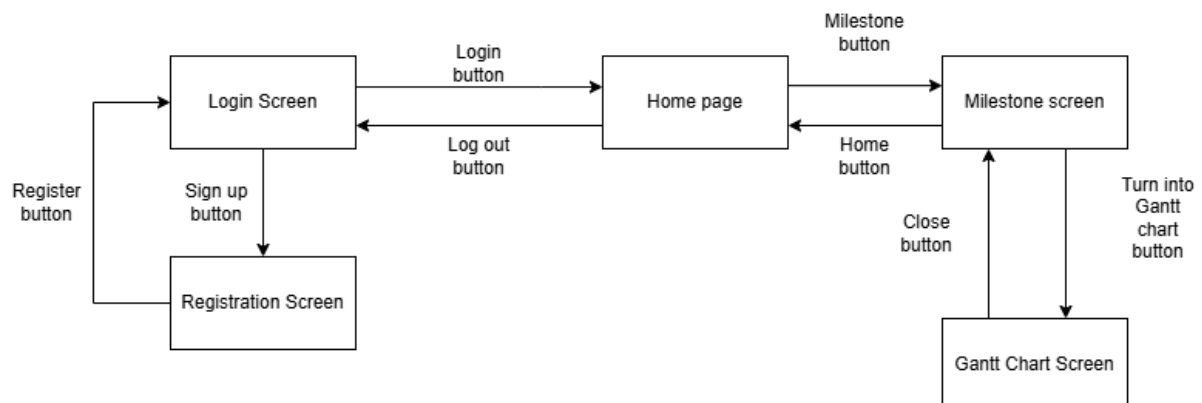 Milestone
button
Login
button
Login Screen
Home page
Milestone screen
Log out
button
Home
button
Register
button
Sign up
button
Close
button
Turn into
Gantt
chart
button
Registration Screen
Gantt Chart Screen